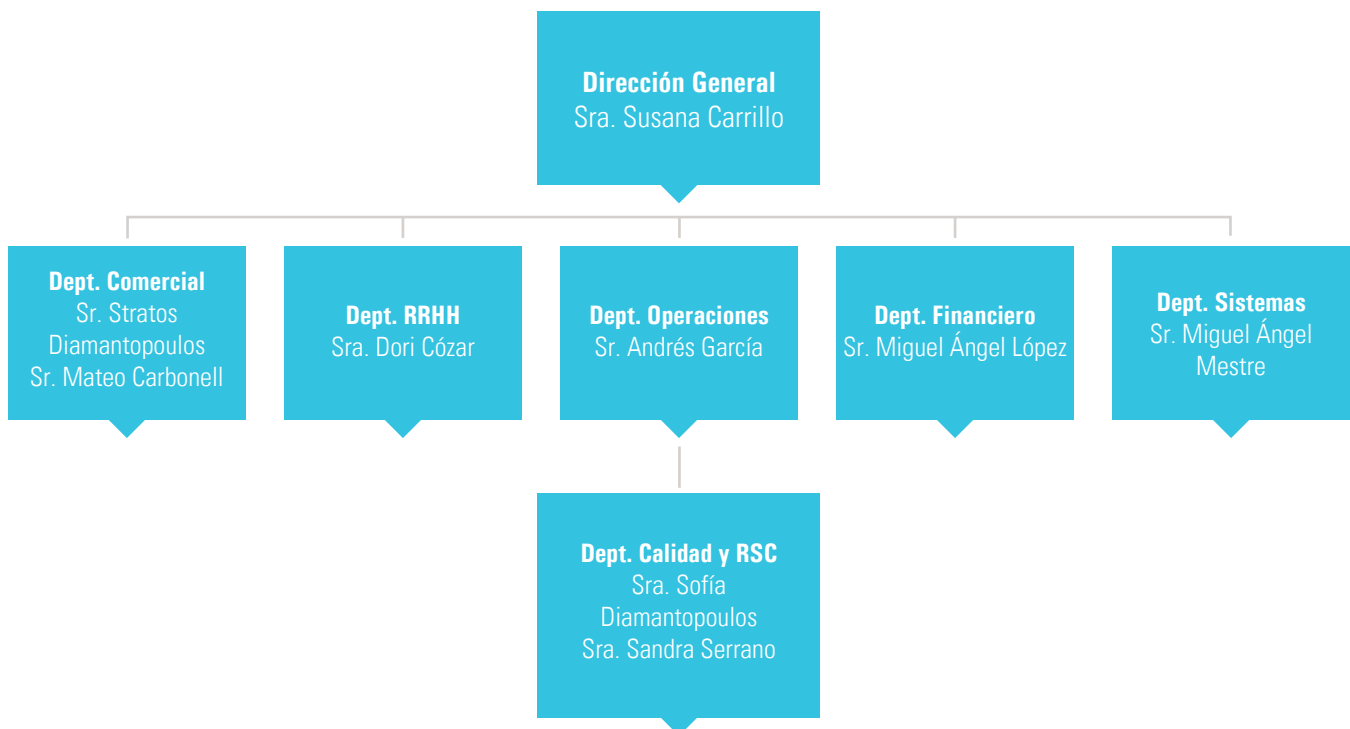 Dirección General
Sra. Susana Carrillo
Dept. Comercial
Sr. Stratos
Diamantopoulos
Sr. Mateo Carbonell
Dept. RRHH
Sra. Dori Cózar
Dept. Operaciones
Sr. Andrés García
Dept. Financiero
Sr. Miguel Ángel López
Dept. Sistemas
Sr. Miguel Ángel
Mestre
Dept. Calidad y RSC
Sra. Sofía
Diamantopoulos
Sra. Sandra Serrano